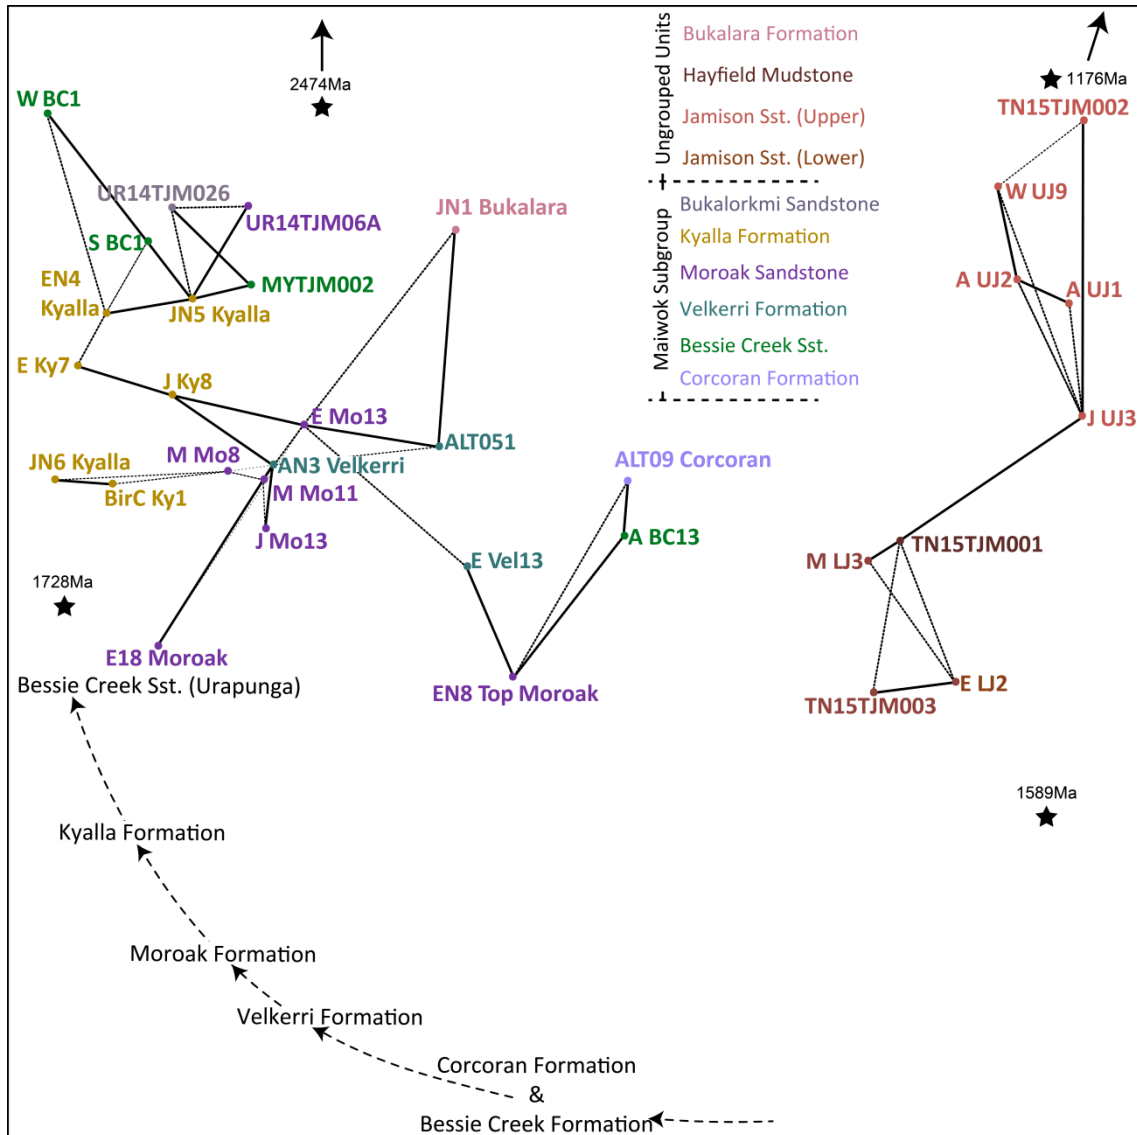 2474Ma
1176Ma
W BC1
UR14TJM026
UR14TJM06A
JN1 Bukalara
S BC1
MYTJM002
EN4
Kyalla
JN5 Kyalla
E Ky7
J Ky8
E Mo13
ALT051
M Mo8
AN3 Velkerri
JN6 Kyalla
BirC Ky1
M Mo11
J Mo13
ALT09 Corcoran
A BC13
E Vel13
1728Ma
E18 Moroak
EN8 Top Moroak
Ungrouped Units
Bukalara Formation
Hayfield Mudstone
Jamison Sst. (Upper)
Jamison Sst. (Lower)
Maiwok Subgroup
Bukalorkmi Sandstone
Kyalla Formation
Moroak Sandstone
Velkerri Formation
Bessie Creek Sst.
Corcoran Formation
TN15TJM002
W UJ9
A UJ2
A UJ1
J UJ3
TN15TJM001
M LJ3
E LJ2
TN15TJM003
1589Ma
Bessie Creek Sst. (Urapunga)
Kyalla Formation
Moroak Formation
Velkerri Formation
Corcoran Formation
&
Bessie Creek Formation